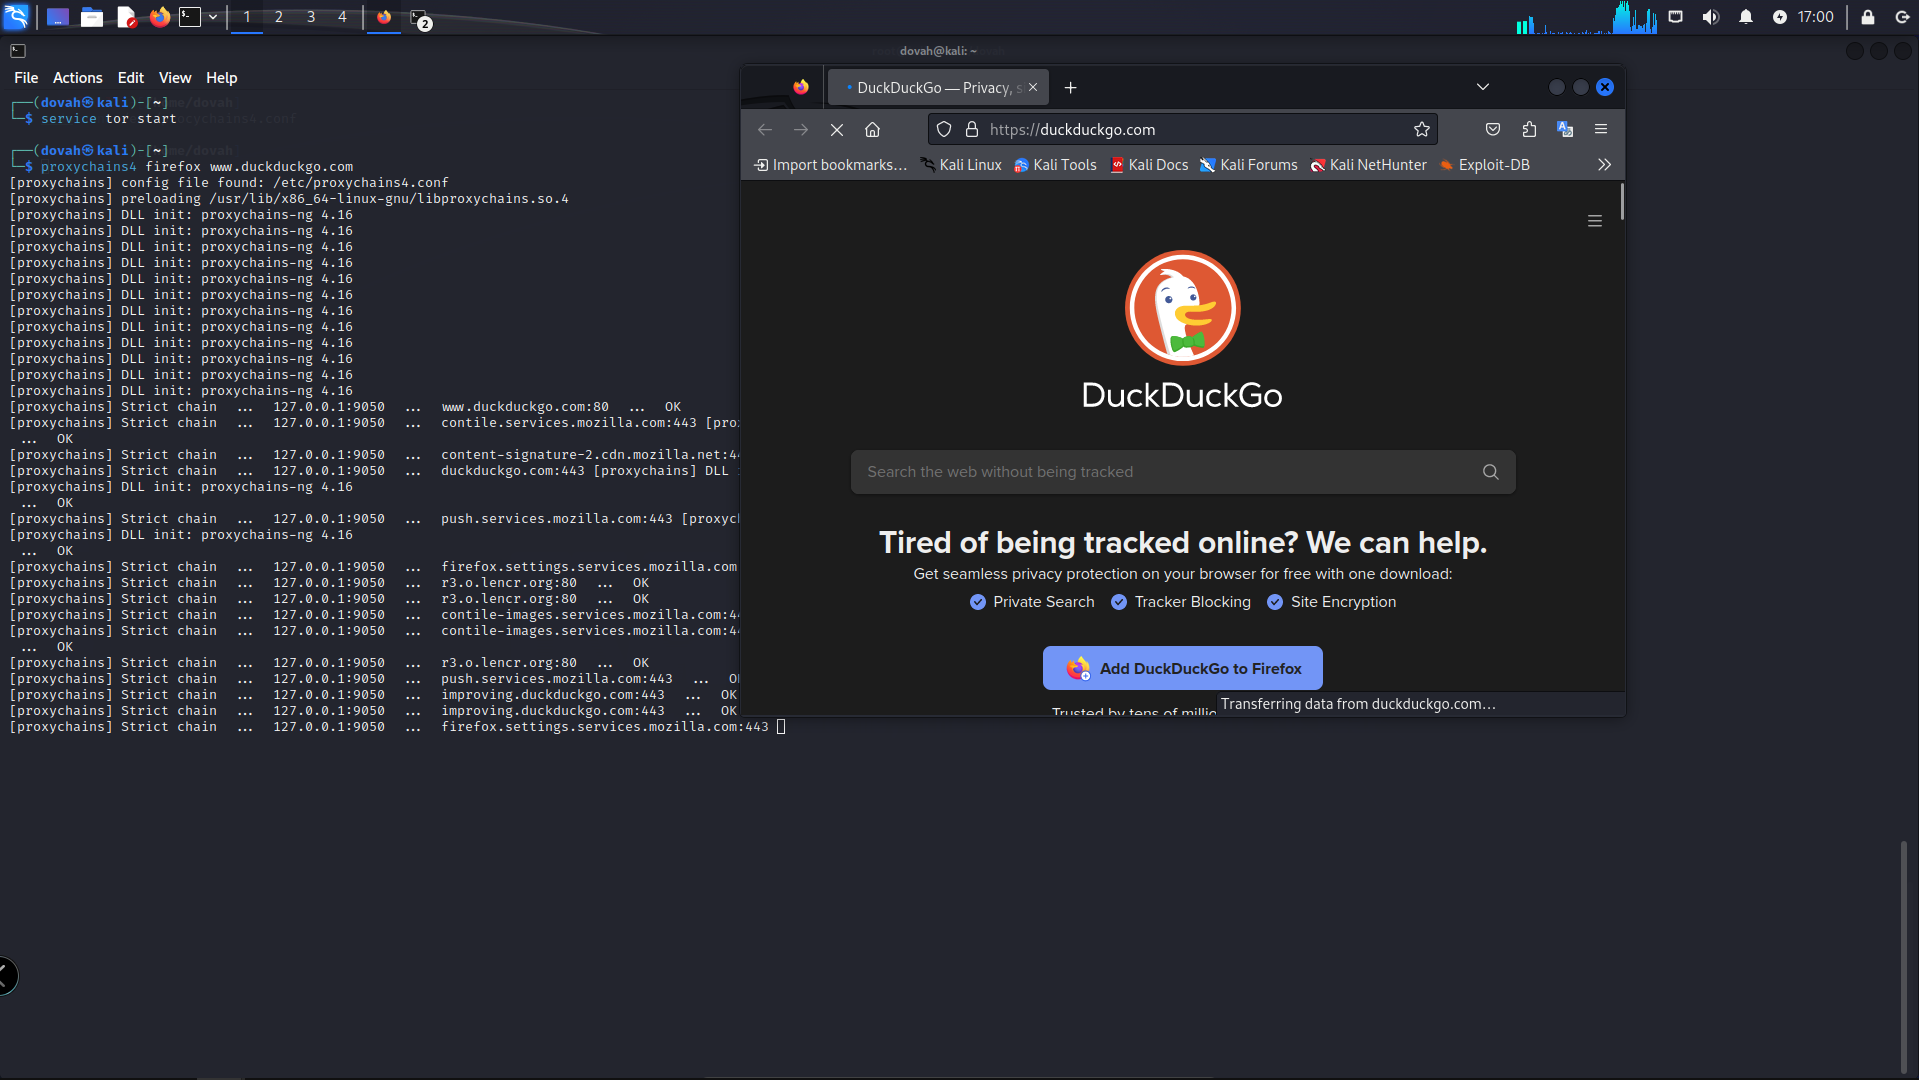 1 2 3 4 2 17:00
dovah@kali: ~
File Actions Edit View Help
┌──(dovah㉿kali)-[~]
└─$ service tor start
┌──(dovah㉿kali)-[~]
└─$ proxychains4 firefox www.duckduckgo.com
[proxychains] config file found: /etc/proxychains4.conf
[proxychains] preloading /usr/lib/x86_64-linux-gnu/libproxychains.so.4
[proxychains] DLL init: proxychains-ng 4.16
[proxychains] DLL init: proxychains-ng 4.16
[proxychains] DLL init: proxychains-ng 4.16
[proxychains] DLL init: proxychains-ng 4.16
[proxychains] DLL init: proxychains-ng 4.16
[proxychains] DLL init: proxychains-ng 4.16
[proxychains] DLL init: proxychains-ng 4.16
[proxychains] DLL init: proxychains-ng 4.16
[proxychains] DLL init: proxychains-ng 4.16
[proxychains] DLL init: proxychains-ng 4.16
[proxychains] DLL init: proxychains-ng 4.16
[proxychains] DLL init: proxychains-ng 4.16
[proxychains] Strict chain ... 127.0.0.1:9050 ... www.duckduckgo.com:80 ... OK
[proxychains] Strict chain ... 127.0.0.1:9050 ... contile.services.mozilla.com:443 [pro
... OK
[proxychains] Strict chain ... 127.0.0.1:9050 ... content-signature-2.cdn.mozilla.net:4
[proxychains] Strict chain ... 127.0.0.1:9050 ... duckduckgo.com:443 [proxychains] DLL
[proxychains] DLL init: proxychains-ng 4.16
... OK
[proxychains] Strict chain ... 127.0.0.1:9050 ... push.services.mozilla.com:443 [proxyc
[proxychains] DLL init: proxychains-ng 4.16
... OK
[proxychains] Strict chain ... 127.0.0.1:9050 ... firefox.settings.services.mozilla.com
[proxychains] Strict chain ... 127.0.0.1:9050 ... r3.o.lencr.org:80 ... OK
[proxychains] Strict chain ... 127.0.0.1:9050 ... r3.o.lencr.org:80 ... OK
[proxychains] Strict chain ... 127.0.0.1:9050 ... contile-images.services.mozilla.com:4
[proxychains] Strict chain ... 127.0.0.1:9050 ... contile-images.services.mozilla.com:4
... OK
[proxychains] Strict chain ... 127.0.0.1:9050 ... r3.o.lencr.org:80 ... OK
[proxychains] Strict chain ... 127.0.0.1:9050 ... push.services.mozilla.com:443 ... O
[proxychains] Strict chain ... 127.0.0.1:9050 ... improving.duckduckgo.com:443 ... OK
[proxychains] Strict chain ... 127.0.0.1:9050 ... improving.duckduckgo.com:443 ... OK
[proxychains] Strict chain ... 127.0.0.1:9050 ... firefox.settings.services.mozilla.com:443
DuckDuckGo — Privacy, s
https://duckduckgo.com
Import bookmarks... Kali Linux Kali Tools Kali Docs Kali Forums Kali NetHunter Exploit-DB
DuckDuckGo
Search the web without being tracked
Tired of being tracked online? We can help.
Get seamless privacy protection on your browser for free with one download:
Private Search Tracker Blocking Site Encryption
Add DuckDuckGo to Firefox
Trusted by tens of millio
Transferring data from duckduckgo.com...